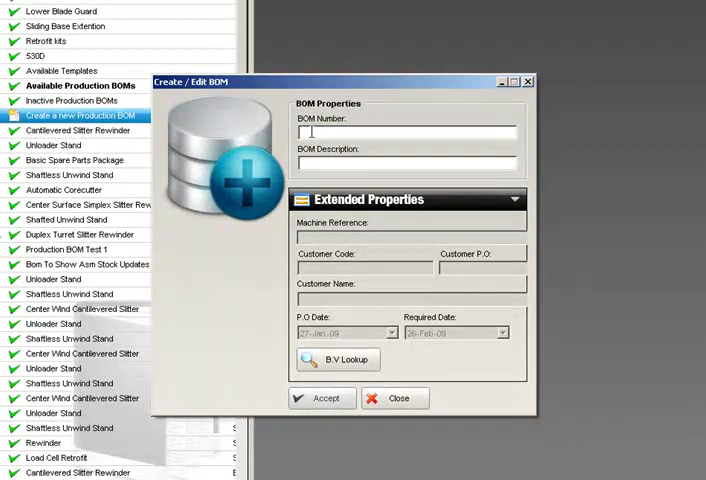 Lower Blade Guard
Sliding Base Extention
Retrofit kits
530D
Available Templates
Available Production BOMs
Inactive Production BOMs
Create a new Production BOM
Cantilevered Slitter Rewinder
Unloader Stand
Basic Spare Parts Package
Shaftless Unwind Stand
Automatic Corecutter
Center Surface Simplex Slitter Rew
Shafted Unwind Stand
Duplex Turret Slitter Rewinder
Production BOM Test 1
Bom To Show Asm Stock Updates
Unloader Stand
Shaftless Unwind Stand
Center Wind Cantilevered Slitter
Unloader Stand
Shaftless Unwind Stand
Center Wind Cantilevered Slitter
Unloader Stand
Shaftless Unwind Stand
Center Wind Cantilevered Slitter
Unloader Stand
Shaftless Unwind Stand
Rewinder
Load Cell Retrofit
Cantilevered Slitter Rewinder
Create / Edit BOM
BOM Properties
BOM Number:
BOM Description:
Extended Properties
Machine Reference:
Customer Code: Customer P.O:
Customer Name:
P.O Date: Required Date:
27-Jan-09 26-Feb-09
B.V Lookup
Accept Close